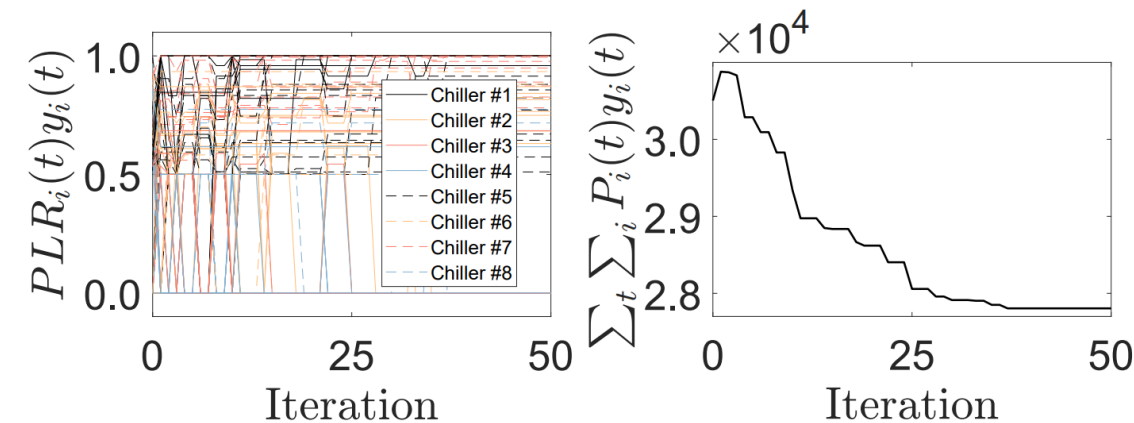 PLR_i(t)y_i(t)
1.0
0.5
0.0
Chiller #1
Chiller #2
Chiller #3
Chiller #4
Chiller #5
Chiller #6
Chiller #7
Chiller #8
0
25
50
Iteration
∑_t ∑_i P_i(t)y_i(t)
×10^4
3.0
2.9
2.8
0
25
50
Iteration